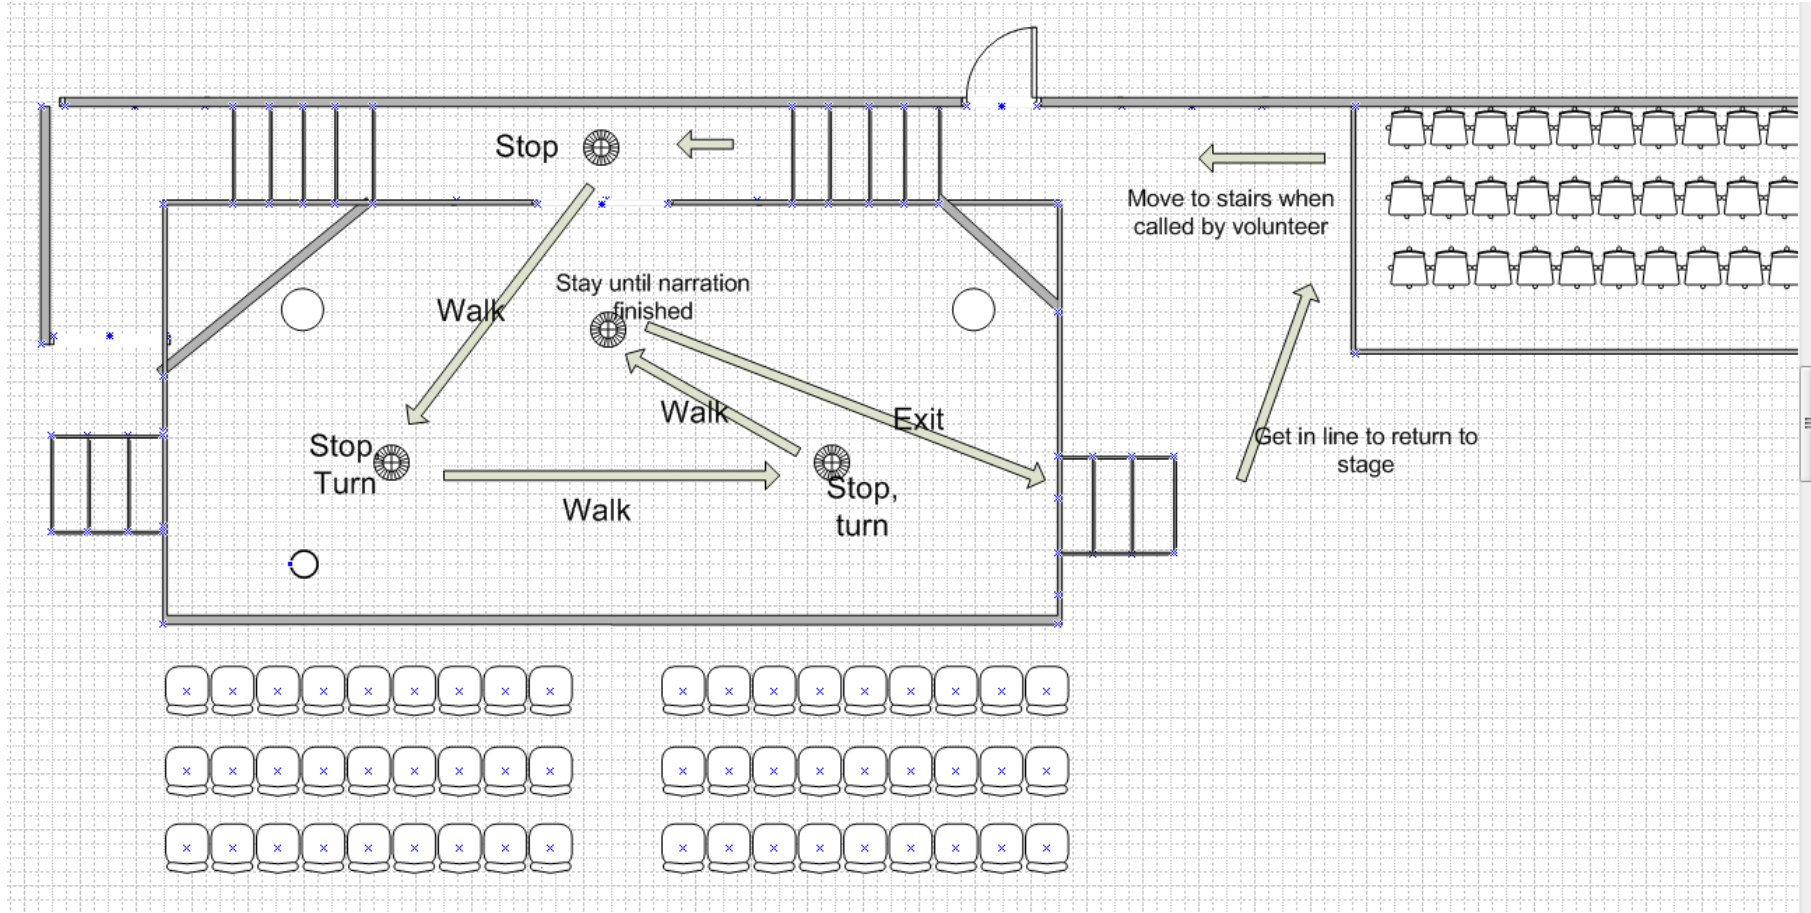 Stop
Move to stairs when
called by volunteer
Stay until narration
finished
Walk
Walk
Exit
Stop,
Turn
Get in line to return to
stage
Walk
Stop,
turn